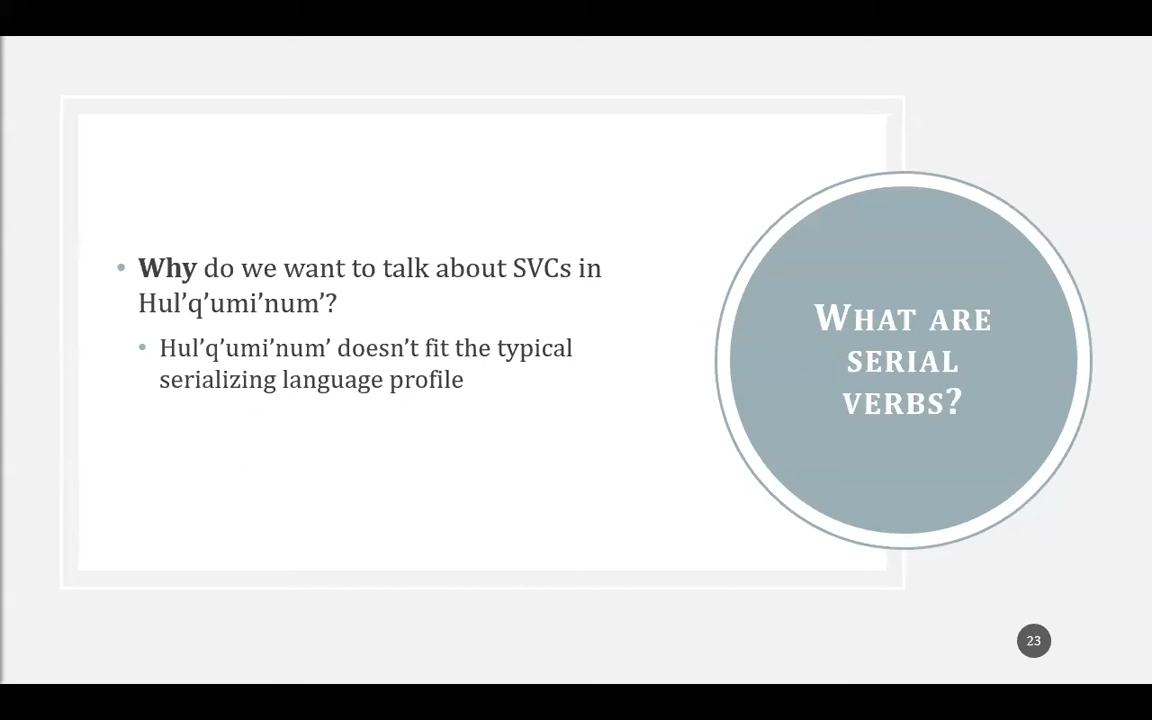 • Why do we want to talk about SVCs in
Hul’q’umi’num’?
• Hul’q’umi’num’ doesn’t fit the typical
serializing language profile
WHAT ARE
SERIAL
VERBS?
23